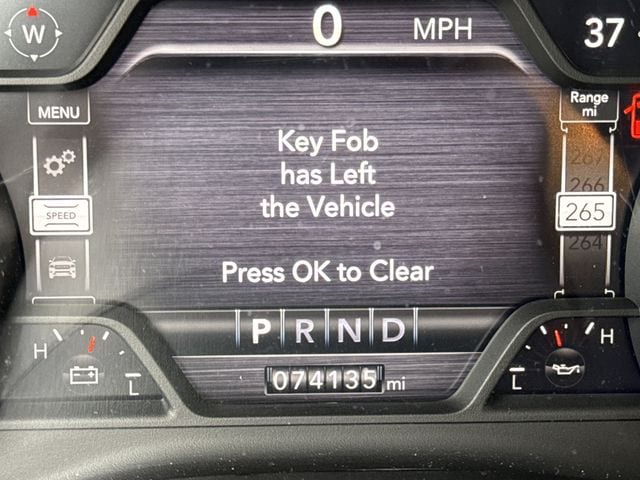 W
0 MPH
37
MENU
Range
mi
Key Fob
has Left
the Vehicle
267
266
SPEED
265
264
Press OK to Clear
P R N D
H
H
L
074135 mi
L